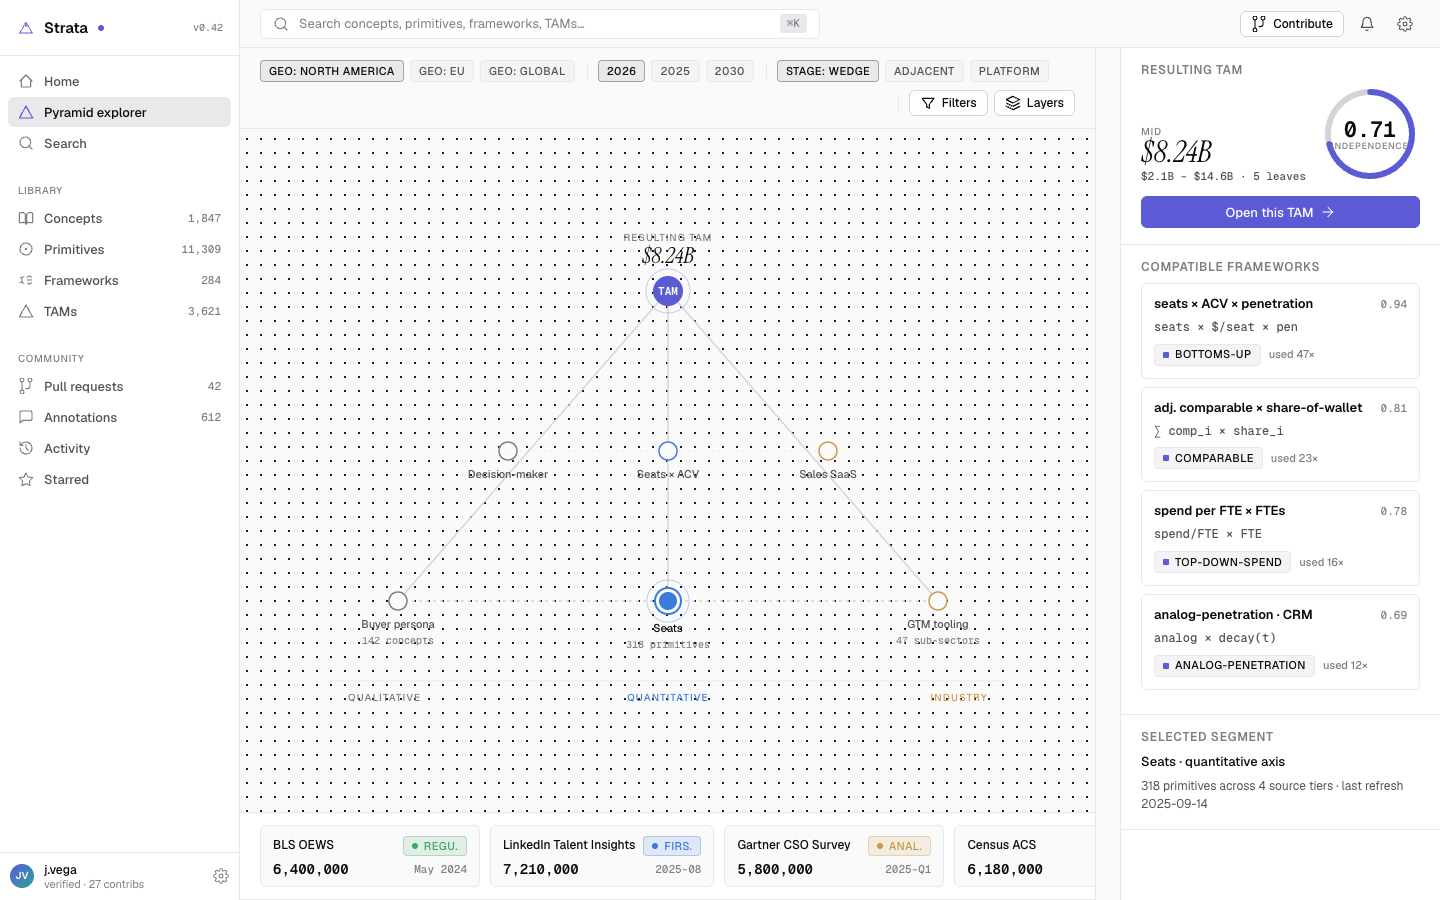 Strata
v0.42
Home
Pyramid explorer
Search
LIBRARY
Concepts 1,847
Primitives 11,309
Frameworks 284
TAMs 3,621
COMMUNITY
Pull requests 42
Annotations 612
Activity
Starred
JV
j.vega
verified · 27 contribs
Search concepts, primitives, frameworks, TAMs…
⌘K
Contribute
GEO: NORTH AMERICA GEO: EU GEO: GLOBAL 2026 2025 2030 STAGE: WEDGE ADJACENT PLATFORM
Filters Layers
RESULTING TAM
$8.24B
TAM
Decision-maker
Seats × ACV
Sales SaaS
Buyer persona
142 concepts
Seats
318 primitives
GTM tooling
47 sub-sectors
QUALITATIVE
QUANTITATIVE
INDUSTRY
BLS OEWS REGU.
6,400,000 May 2024
LinkedIn Talent Insights FIRS.
7,210,000 2025-08
Gartner CSO Survey ANAL.
5,800,000 2025-Q1
Census ACS
6,180,000
RESULTING TAM
MID
$8.24B
$2.1B – $14.6B · 5 leaves
0.71
INDEPENDENCE
Open this TAM →
COMPATIBLE FRAMEWORKS
seats × ACV × penetration 0.94
seats × $/seat × pen
BOTTOMS-UP used 47×
adj. comparable × share-of-wallet 0.81
∑ comp_i × share_i
COMPARABLE used 23×
spend per FTE × FTEs 0.78
spend/FTE × FTE
TOP-DOWN-SPEND used 16×
analog-penetration · CRM 0.69
analog × decay(t)
ANALOG-PENETRATION used 12×
SELECTED SEGMENT
Seats · quantitative axis
318 primitives across 4 source tiers · last refresh
2025-09-14